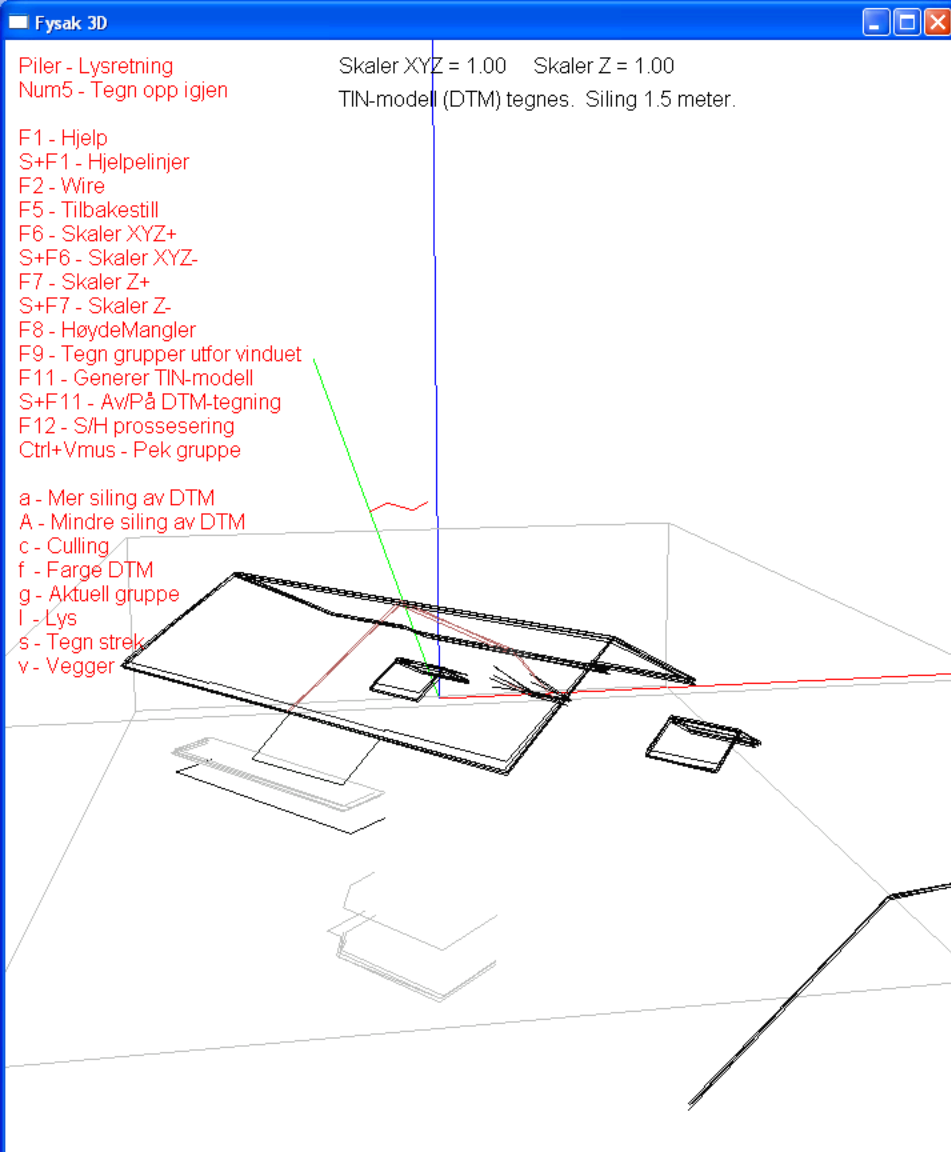 Fysak 3D
Piler - Lysretning
Num5 - Tegn opp igjen
Skaler XYZ = 1.00 Skaler Z = 1.00
TIN-modell (DTM) tegnes. Siling 1.5 meter.
F1 - Hjelp
S+F1 - Hjelpelinjer
F2 - Wire
F5 - Tilbakestill
F6 - Skaler XYZ+
S+F6 - Skaler XYZ-
F7 - Skaler Z+
S+F7 - Skaler Z-
F8 - HøydeMangler
F9 - Tegn grupper utfor vinduet
F11 - Generer TIN-modell
S+F11 - Av/På DTM-tegning
F12 - S/H prossesering
Ctrl+Vmus - Pek gruppe
a - Mer siling av DTM
A - Mindre siling av DTM
c - Culling
f - Farge DTM
g - Aktuell gruppe
l - Lys
s - Tegn strek
v - Vegger